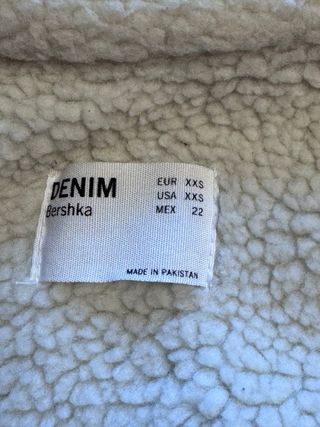 DENIM
Bershka
EUR XXS
USA XXS
MEX 22
MADE IN PAKISTAN